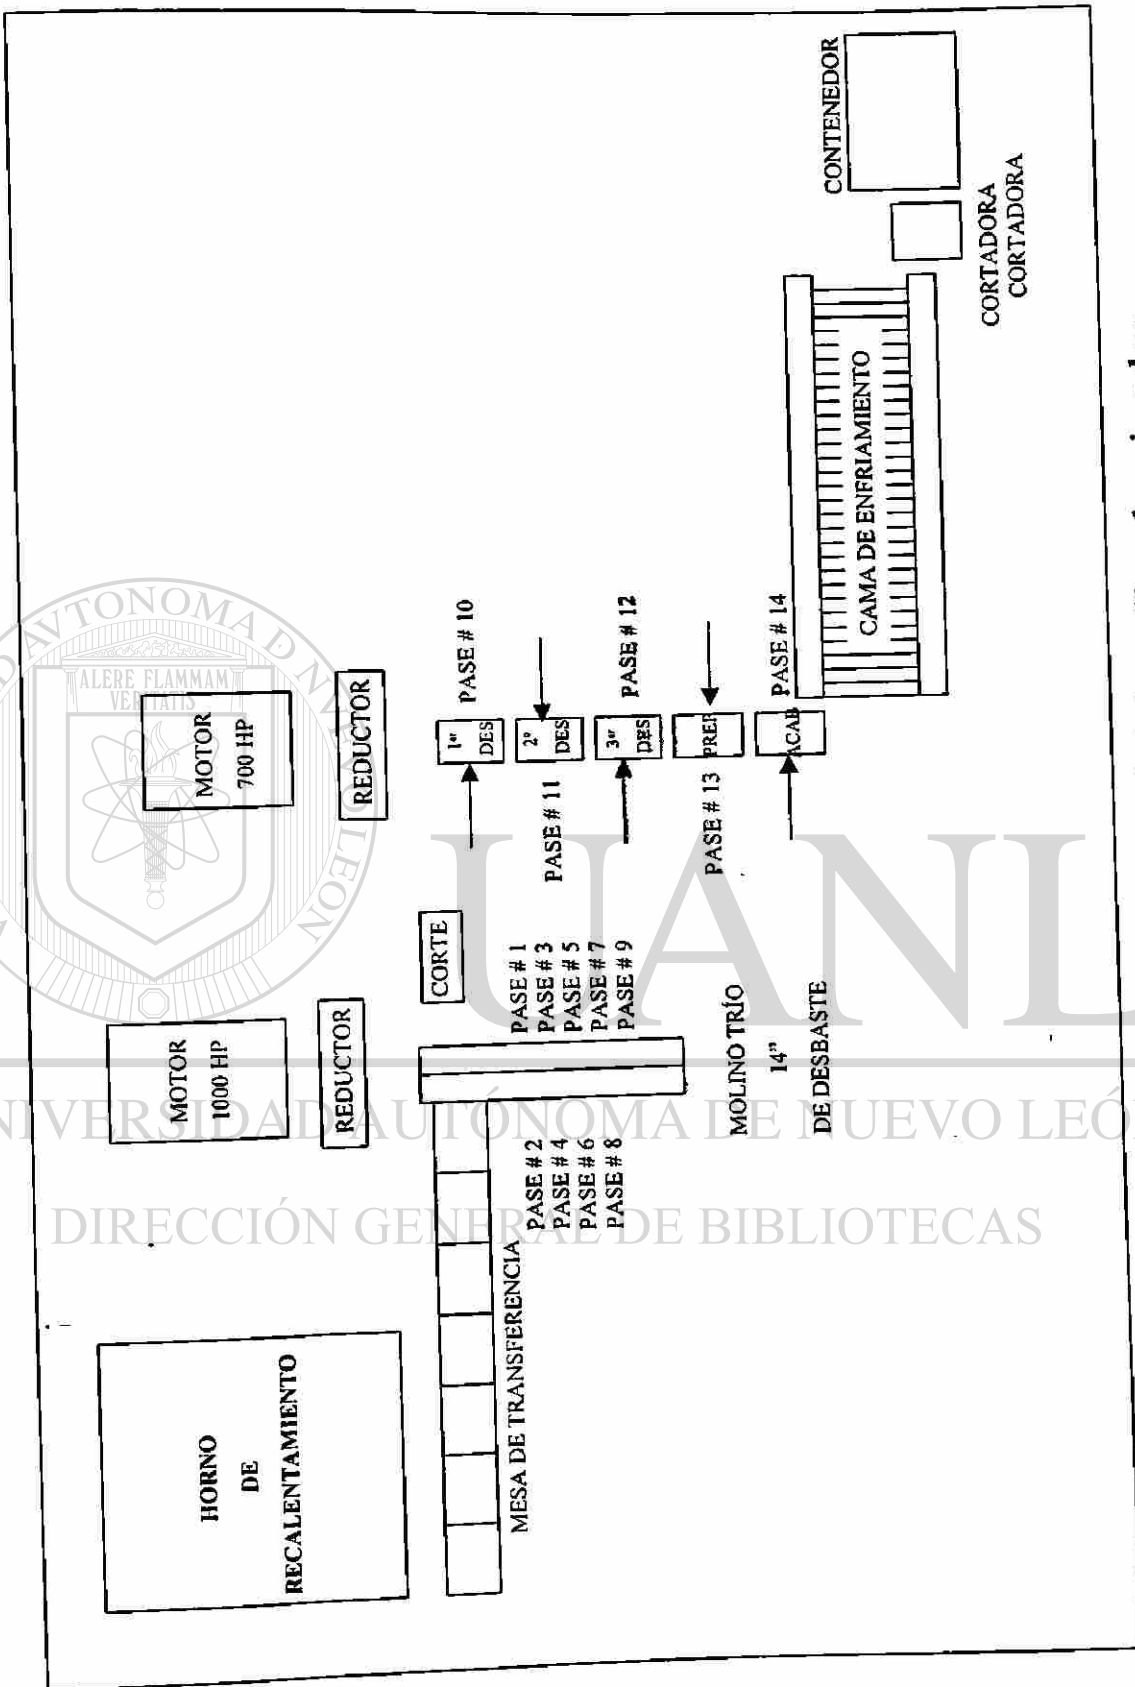 HORNO
DE
RECALENTAMIENTO
MOTOR
1000 HP
REDUCTOR
MOTOR
700 HP
REDUCTOR
MESA DE TRANSFERENCIA
CORTE
PASE # 1
PASE # 3
PASE # 5
PASE # 7
PASE # 9
PASE # 2
PASE # 4
PASE # 6
PASE # 8
MOLINO TRÍO
14"
DE DESBASTE
1er
DES
PASE # 10
2º
DES
PASE # 11
3er
DES
PASE # 12
PREP
PASE # 13
ACAB
PASE # 14
CAMA DE ENFRIAMIENTO
CONTENEDOR
CORTADORA
CORTADORA
ALERE FLAMMAM
VERITATIS
UANL
UNIVERSIDAD AUTÓNOMA DE NUEVO LEÓ
DIRECCIÓN GENERAL DE BIBLIOTECAS